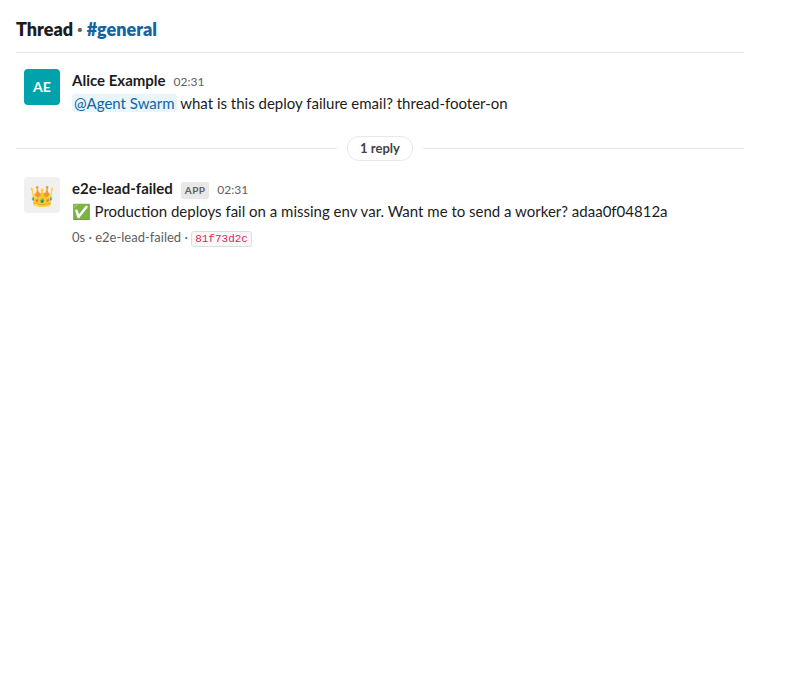 Thread • #general
AE
Alice Example 02:31
@Agent Swarm what is this deploy failure email? thread-footer-on
1 reply
e2e-lead-failed APP 02:31
✅ Production deploys fail on a missing env var. Want me to send a worker? adaa0f04812a
0s · e2e-lead-failed · 81f73d2c